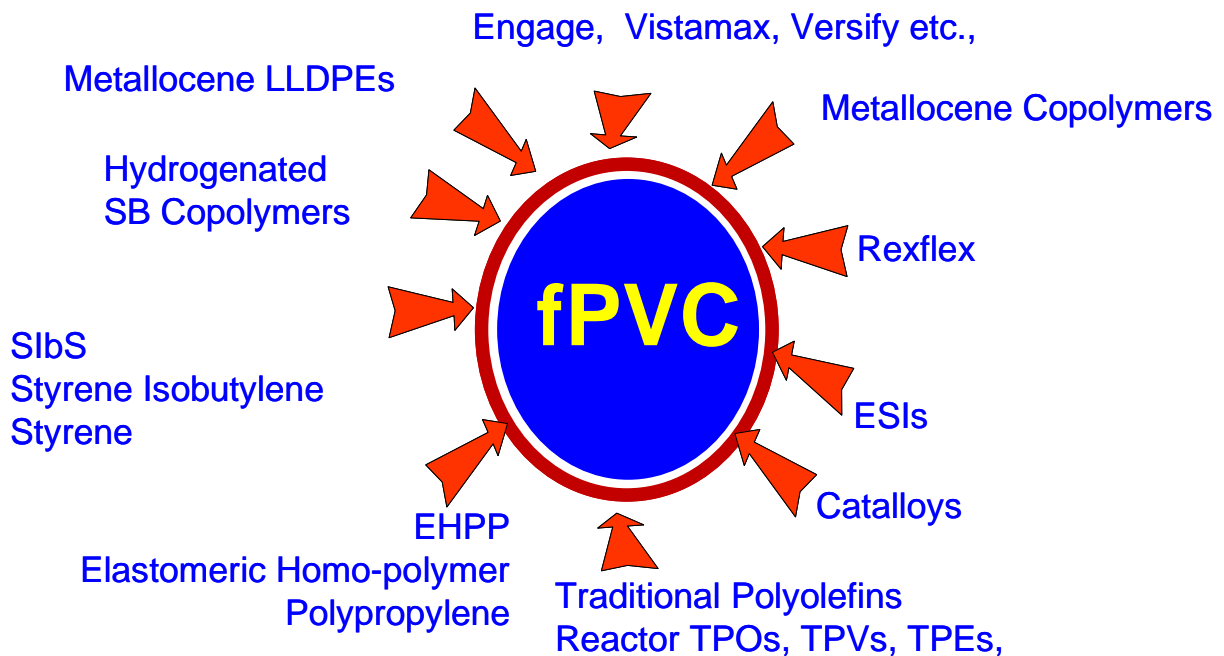 Engage, Vistamax, Versify etc.,
Metallocene LLDPEs
Metallocene Copolymers
Hydrogenated
SB Copolymers
Rexflex
fPVC
SIbS
Styrene Isobutylene
Styrene
ESIs
Catalloys
EHPP
Elastomeric Homo-polymer
Polypropylene
Traditional Polyolefins
Reactor TPOs, TPVs, TPEs,